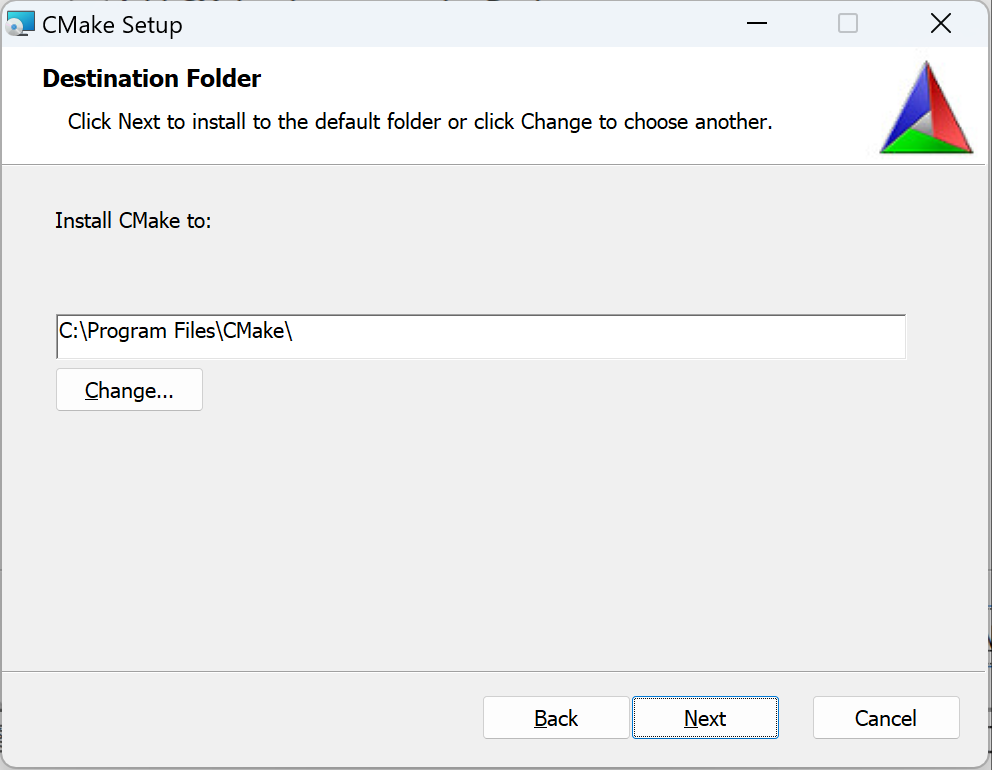 CMake Setup
Destination Folder
Click Next to install to the default folder or click Change to choose another.
Install CMake to:
C:\Program Files\CMake\
Change...
Back
Next
Cancel